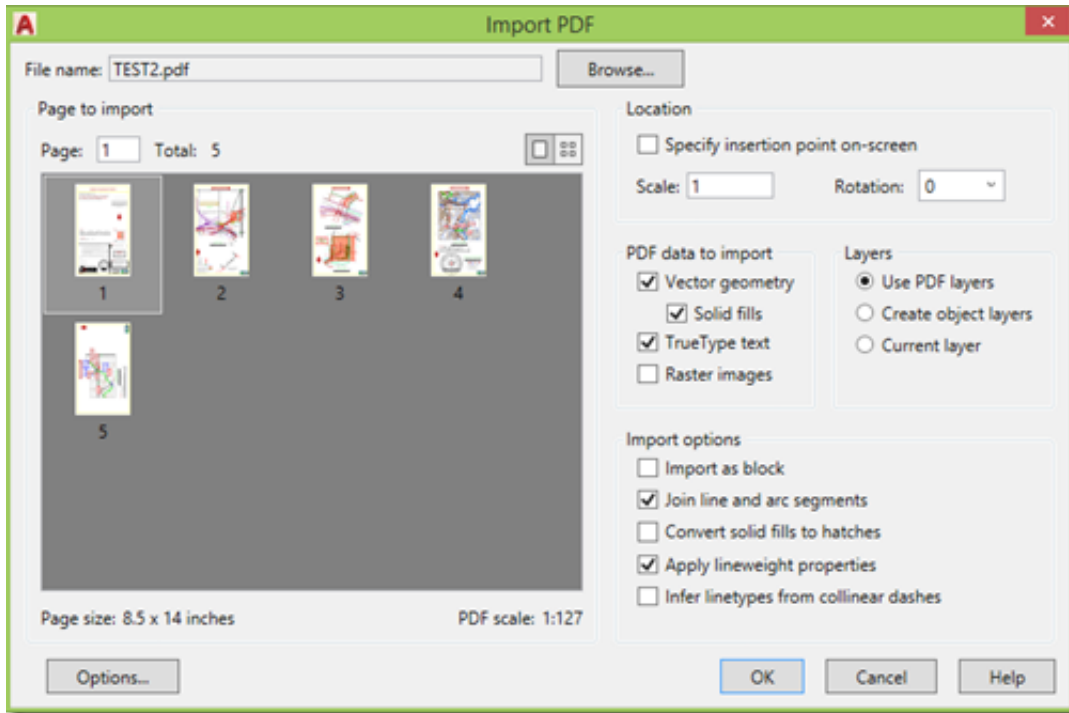 A Import PDF
File name: TEST2.pdf Browse...
Page to import
Page: 1 Total: 5
1 2 3 4
5
Page size: 8.5 x 14 inches PDF scale: 1:127
Location
Specify insertion point on-screen
Scale: 1 Rotation: 0
PDF data to import
Vector geometry
Solid fills
TrueType text
Raster images
Layers
Use PDF layers
Create object layers
Current layer
Import options
Import as block
Join line and arc segments
Convert solid fills to hatches
Apply lineweight properties
Infer linetypes from collinear dashes
Options... OK Cancel Help